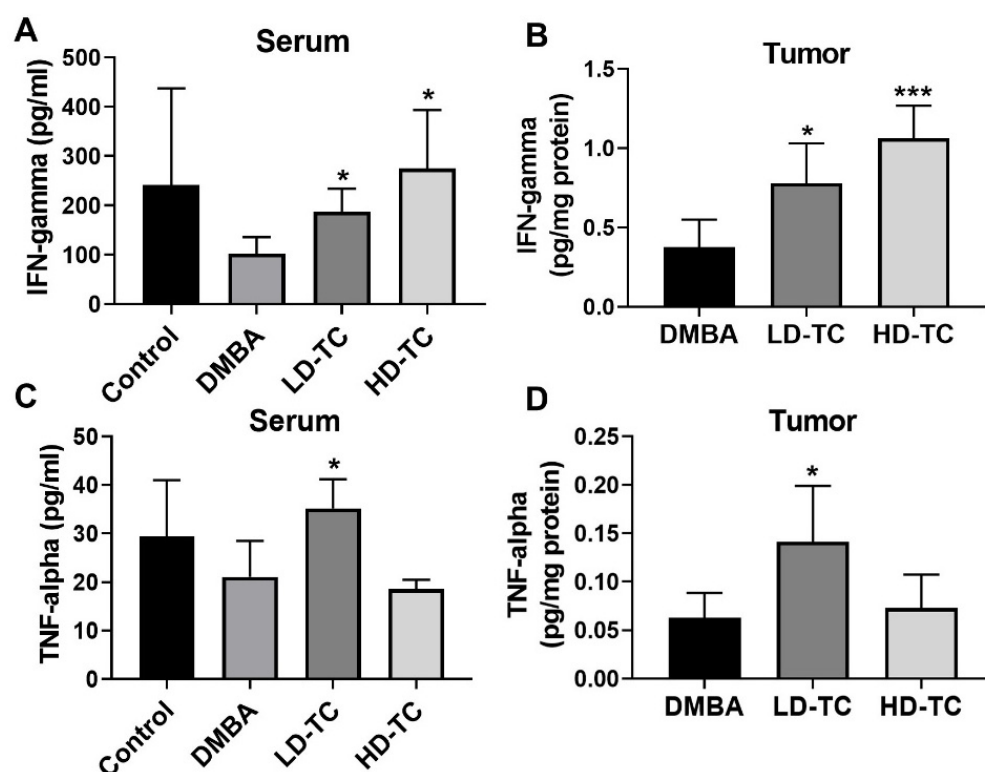 A
Serum
IFN-gamma (pg/ml)
500
400
300
200
100
0
*
*
Control
DMBA
LD-TC
HD-TC
B
Tumor
IFN-gamma
(pg/mg protein)
1.5
1.0
0.5
0.0
*
***
DMBA LD-TC HD-TC
C
Serum
TNF-alpha (pg/ml)
50
40
30
20
10
0
*
Control
DMBA
LD-TC
HD-TC
D
Tumor
TNF-alpha
(pg/mg protein)
0.25
0.20
0.15
0.10
0.05
0.00
*
DMBA LD-TC HD-TC